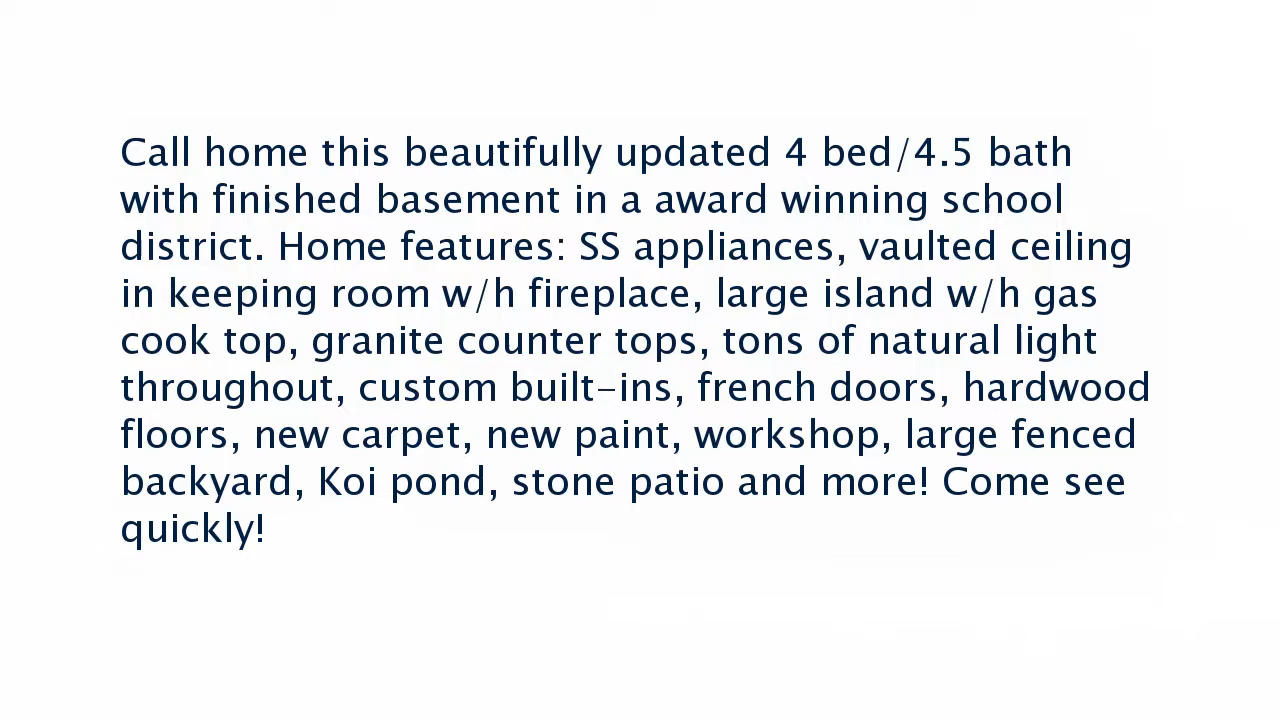 Call home this beautifully updated 4 bed/4.5 bath
with finished basement in a award winning school
district. Home features: SS appliances, vaulted ceiling
in keeping room w/h fireplace, large island w/h gas
cook top, granite counter tops, tons of natural light
throughout, custom built-ins, french doors, hardwood
floors, new carpet, new paint, workshop, large fenced
backyard, Koi pond, stone patio and more! Come see
quickly!